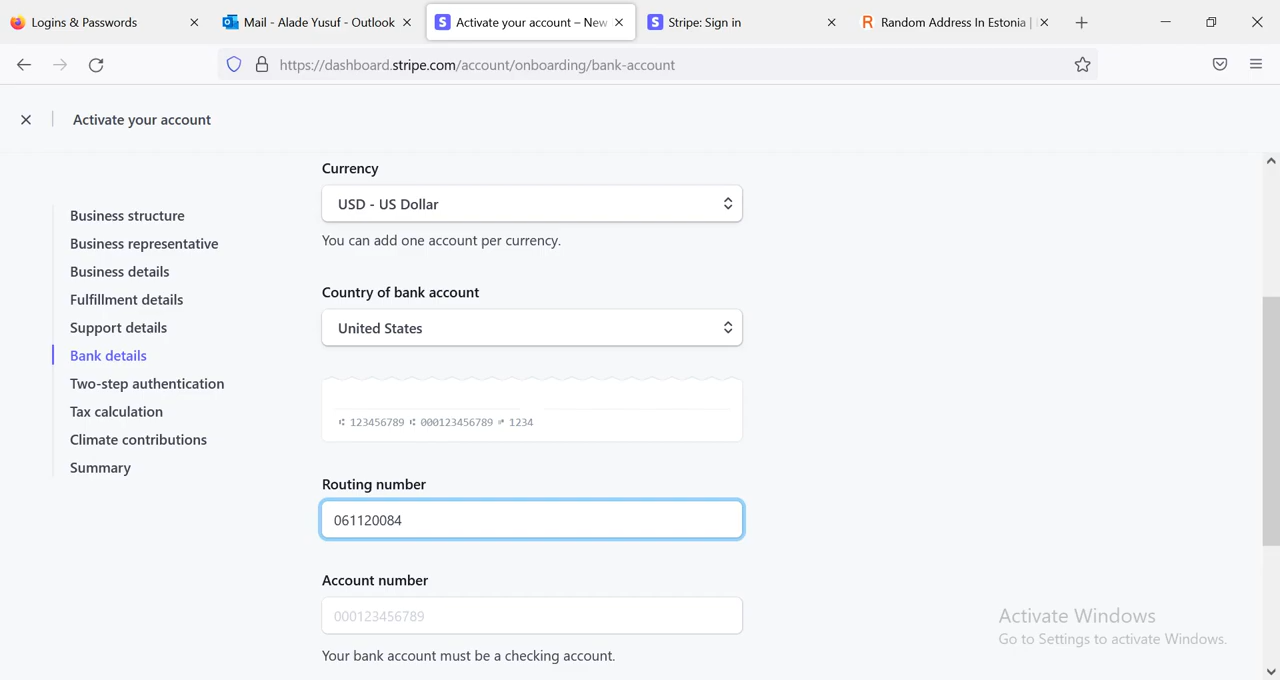 Logins & Passwords
Mail - Alade Yusuf - Outlook
Activate your account – New
Stripe: Sign in
Random Address In Estonia |
https://dashboard.stripe.com/account/onboarding/bank-account
Activate your account
Business structure
Business representative
Business details
Fulfillment details
Support details
Bank details
Two-step authentication
Tax calculation
Climate contributions
Summary
Currency
USD - US Dollar
You can add one account per currency.
Country of bank account
United States
⑆ 123456789 ⑆ 000123456789 ⑈ 1234
Routing number
061120084
Account number
000123456789
Your bank account must be a checking account.
Activate Windows
Go to Settings to activate Windows.